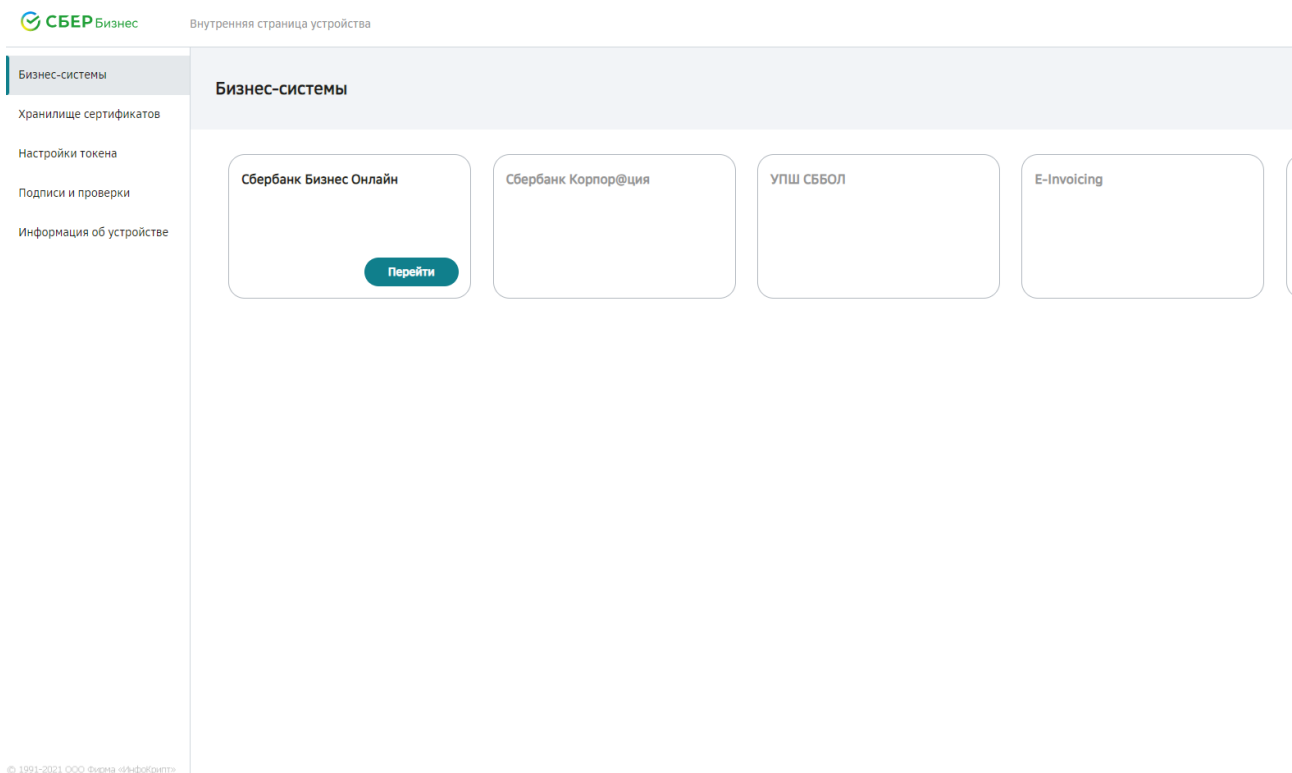 СБЕР Бизнес
Внутренняя страница устройства
Бизнес-системы
Хранилище сертификатов
Настройки токена
Подписи и проверки
Информация об устройстве
Бизнес-системы
Сбербанк Бизнес Онлайн
Перейти
Сбербанк Корпор@ция
УПШ СББОЛ
E-Invoicing
© 1991-2021 ООО Фирма «ИнфоКрипт»